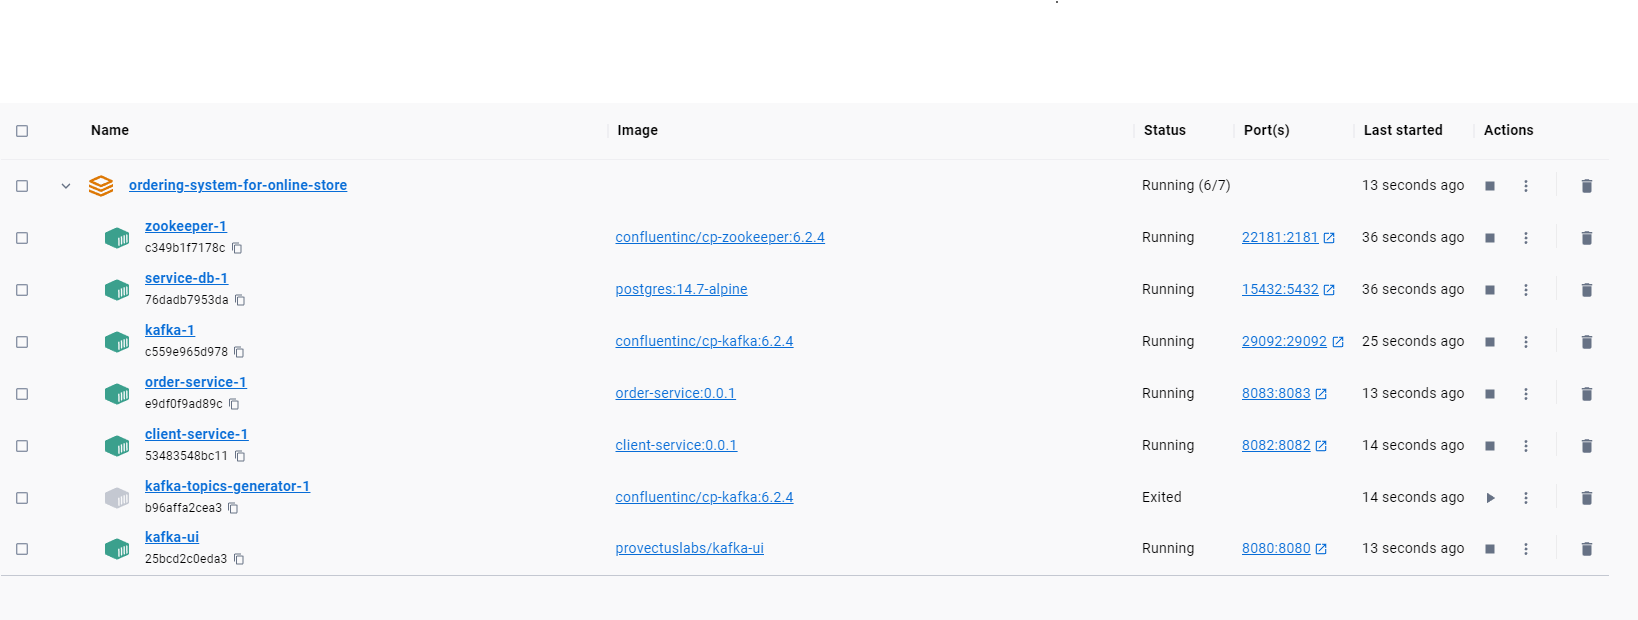 Name Image Status Port(s) Last started Actions
ordering-system-for-online-store Running (6/7) 13 seconds ago
zookeeper-1
c349b1f7178c confluentinc/cp-zookeeper:6.2.4 Running 22181:2181 36 seconds ago
service-db-1
76dadb7953da postgres:14.7-alpine Running 15432:5432 36 seconds ago
kafka-1
c559e965d978 confluentinc/cp-kafka:6.2.4 Running 29092:29092 25 seconds ago
order-service-1
e9df0f9ad89c order-service:0.0.1 Running 8083:8083 13 seconds ago
client-service-1
53483548bc11 client-service:0.0.1 Running 8082:8082 14 seconds ago
kafka-topics-generator-1
b96affa2cea3 confluentinc/cp-kafka:6.2.4 Exited 14 seconds ago
kafka-ui
25bcd2c0eda3 provectuslabs/kafka-ui Running 8080:8080 13 seconds ago